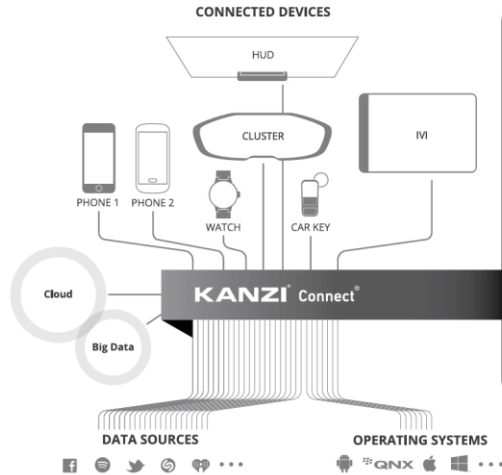 CONNECTED DEVICES
HUD
CLUSTER
IVI
PHONE 1
PHONE 2
WATCH
CAR KEY
Cloud
KANZI® Connect®
Big Data
DATA SOURCES
OPERATING SYSTEMS
QNX